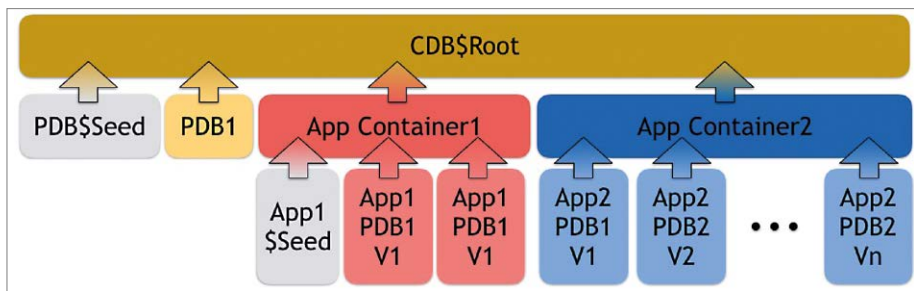 CDB$Root
PDB$Seed
PDB1
App Container1
App Container2
App1
$Seed
App1
PDB1
V1
App1
PDB1
V1
App2
PDB1
V1
App2
PDB2
V2
•••
App2
PDB2
Vn